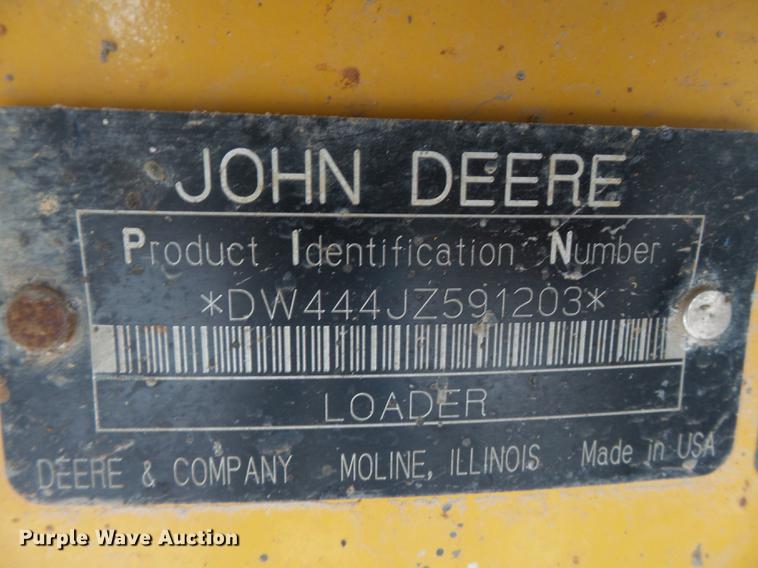 JOHN DEERE
Product Identification Number
*DW444JZ591203*
LOADER
DEERE & COMPANY MOLINE, ILLINOIS Made in USA
Purple Wave Auction